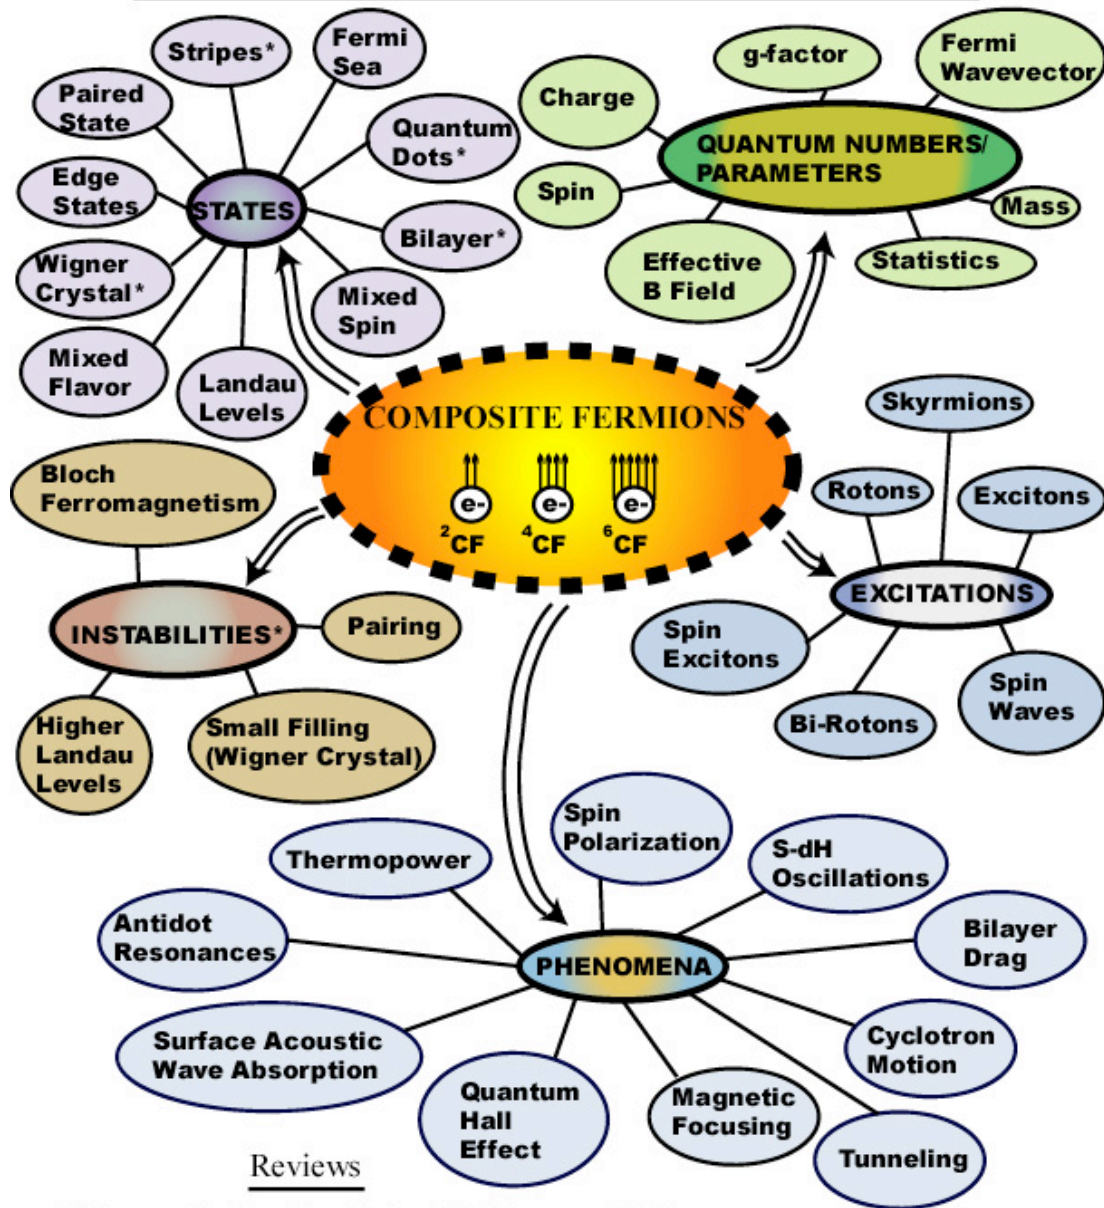 Stripes*
Fermi
Sea
Paired
State
Quantum
Dots*
Edge
States
STATES
Bilayer*
Wigner
Crystal*
Mixed
Spin
Mixed
Flavor
Landau
Levels
g-factor
Fermi
Wavevector
Charge
QUANTUM NUMBERS/
PARAMETERS
Spin
Mass
Effective
B Field
Statistics
COMPOSITE FERMIONS
e- e- e-
2CF 4CF 6CF
Skyrmions
Rotons
Excitons
EXCITATIONS
Spin
Excitons
Bi-Rotons
Spin
Waves
Bloch
Ferromagnetism
INSTABILITIES*
Pairing
Higher
Landau
Levels
Small Filling
(Wigner Crystal)
Spin
Polarization
Thermopower
S-dH
Oscillations
Antidot
Resonances
Bilayer
Drag
PHENOMENA
Surface Acoustic
Wave Absorption
Cyclotron
Motion
Quantum
Hall
Effect
Magnetic
Focusing
Tunneling
Reviews